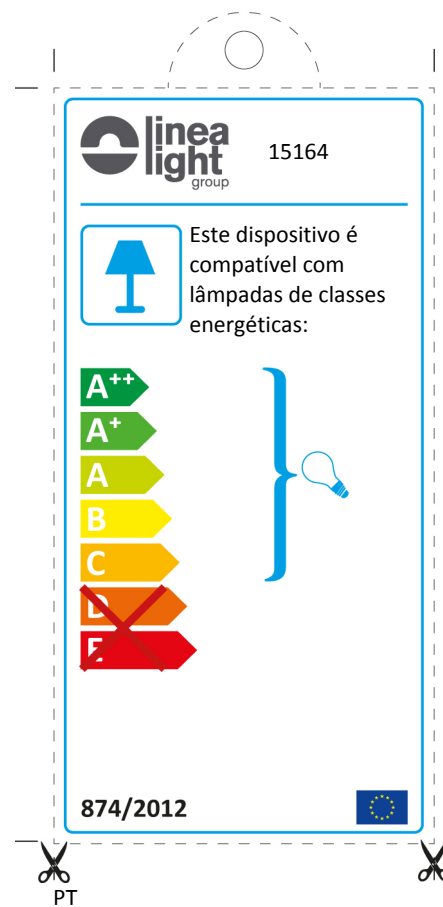 linea
light
group
15164
Este dispositivo é
compatível com
lâmpadas de classes
energéticas:
A++
A+
A
B
C
D
E
874/2012
PT